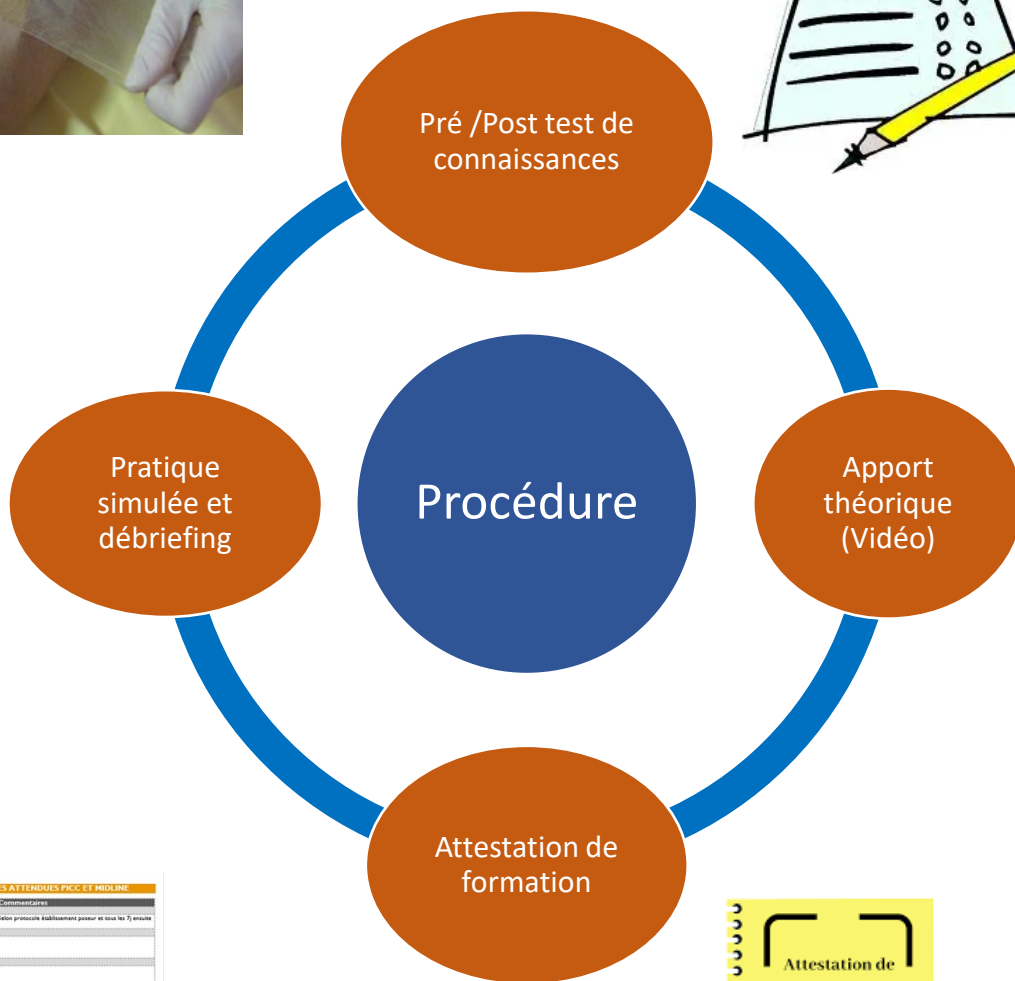 Pré /Post test de
connaissances
Pratique
simulée et
débriefing
Procédure
Apport
théorique
(Vidéo)
Attestation de
formation
ES ATTENDUES PICC ET MIDLINE
Commentaires
selon protocole établissement poseur et tous les 7j ensuite
Attestation de